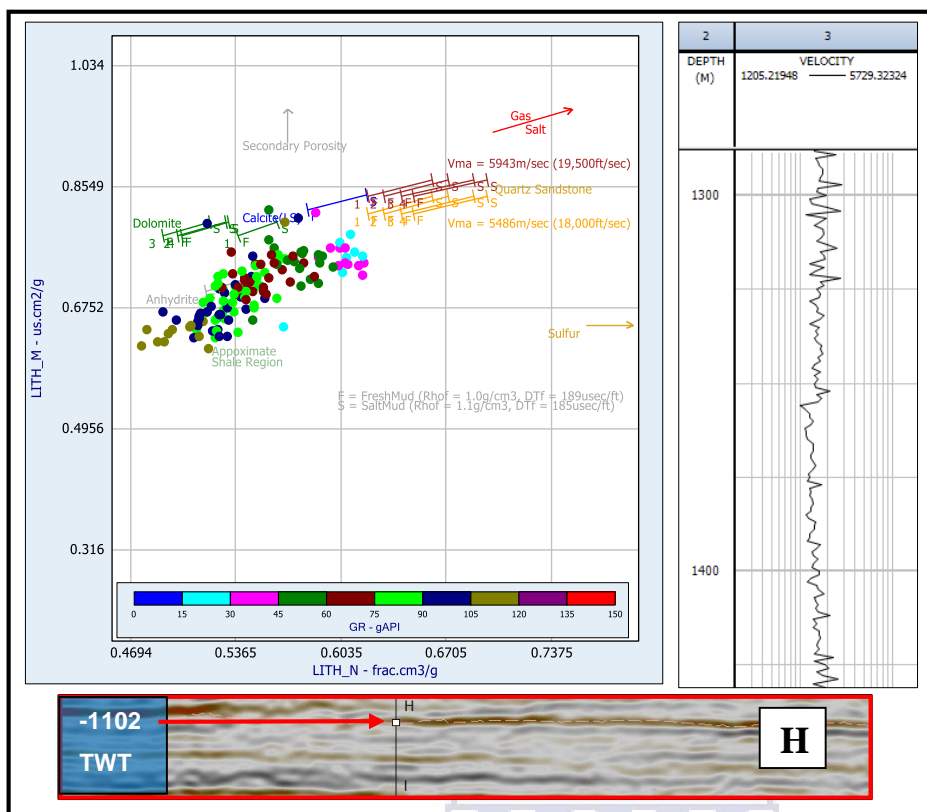 1.034
0.8549
0.6752
0.4956
0.316
LITH_M - us.cm2/g
Gas
Salt
Secondary Porosity
Vma = 5943m/sec (19,500ft/sec)
Quartz Sandstone
Vma = 5486m/sec (18,000ft/sec)
Dolomite
Calcite(LS)
Anhydrite
Sulfur
Appoximate
Shale Region
F = FreshMud (Rhof = 1.0g/cm3, DTf = 189usec/ft)
S = SaltMud (Rhof = 1.1g/cm3, DTf = 185usec/ft)
0 15 30 45 60 75 90 105 120 135 150
GR - gAPI
0.4694 0.5365 0.6035 0.6705 0.7375
LITH_N - frac.cm3/g
2 3
DEPTH
(M)
VELOCITY
1205.21948 5729.32324
1300
1400
-1102
TWT
H
I
H